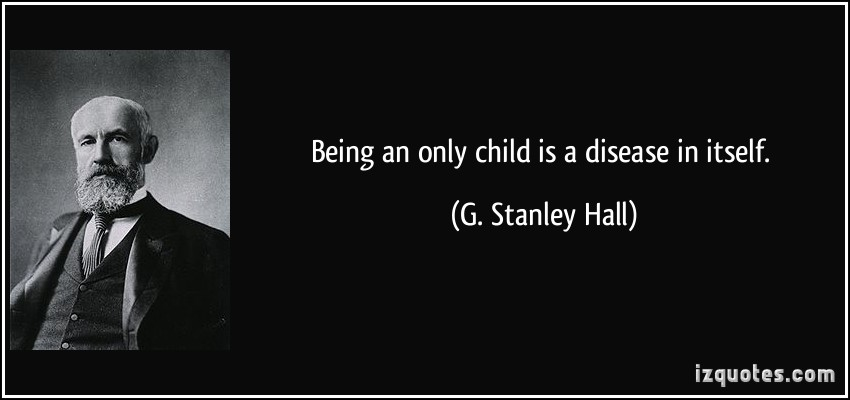 Being an only child is a disease in itself.
(G. Stanley Hall)
izquotes.com